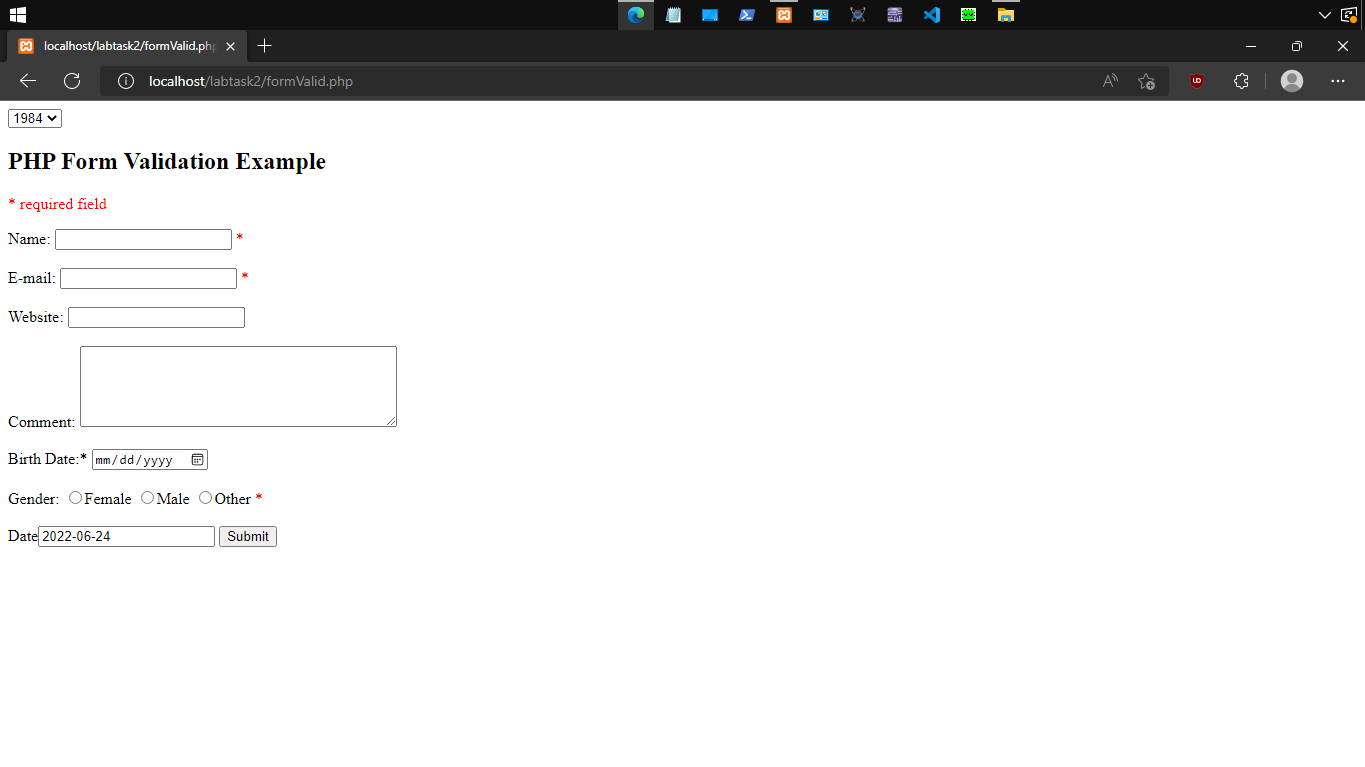 localhost/labtask2/formValid.php
localhost/labtask2/formValid.php
1984
PHP Form Validation Example
* required field
Name: *
E-mail: *
Website:
Comment:
Birth Date:* mm/dd/yyyy
Gender: Female Male Other *
Date 2022-06-24 Submit